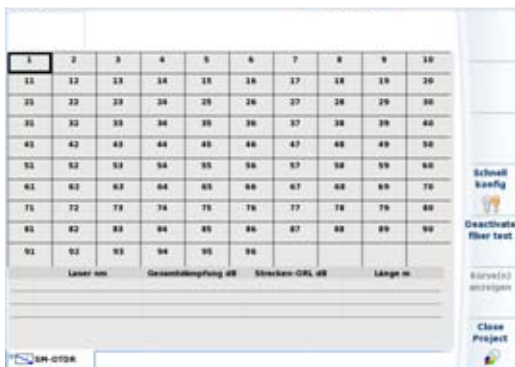 1 2 3 4 5 6 7 8 9 10
11 12 13 14 15 16 17 18 19 20
21 22 23 24 25 26 27 28 29 30
31 32 33 34 35 36 37 38 39 40
41 42 43 44 45 46 47 48 49 50
51 52 53 54 55 56 57 58 59 60
61 62 63 64 65 66 67 68 69 70
71 72 73 74 75 76 77 78 79 80
81 82 83 84 85 86 87 88 89 90
91 92 93 94 95 96
Laser nm Gesamtdämpfung dB Strecken-ORL dB Länge m
SM-OTDR
Schnell
konfig
Deactivate
fiber test
Kurve(n)
anzeigen
Close
Project